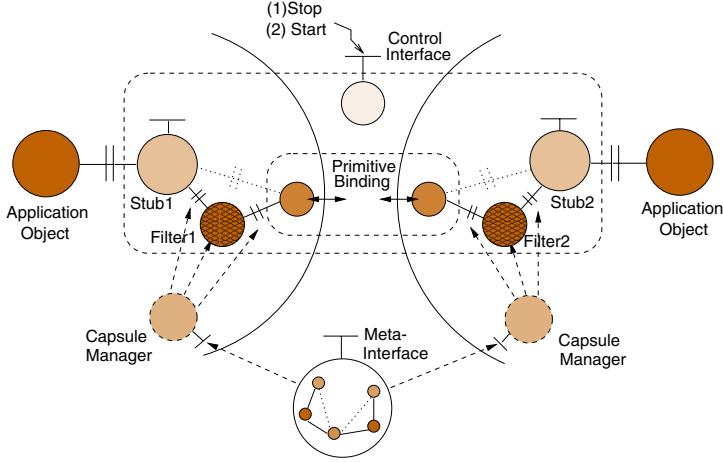 (1)Stop
(2) Start
Control
Interface
Primitive
Binding
Stub1
Stub2
Application
Object
Application
Object
Filter1
Filter2
Capsule
Manager
Meta-
Interface
Capsule
Manager